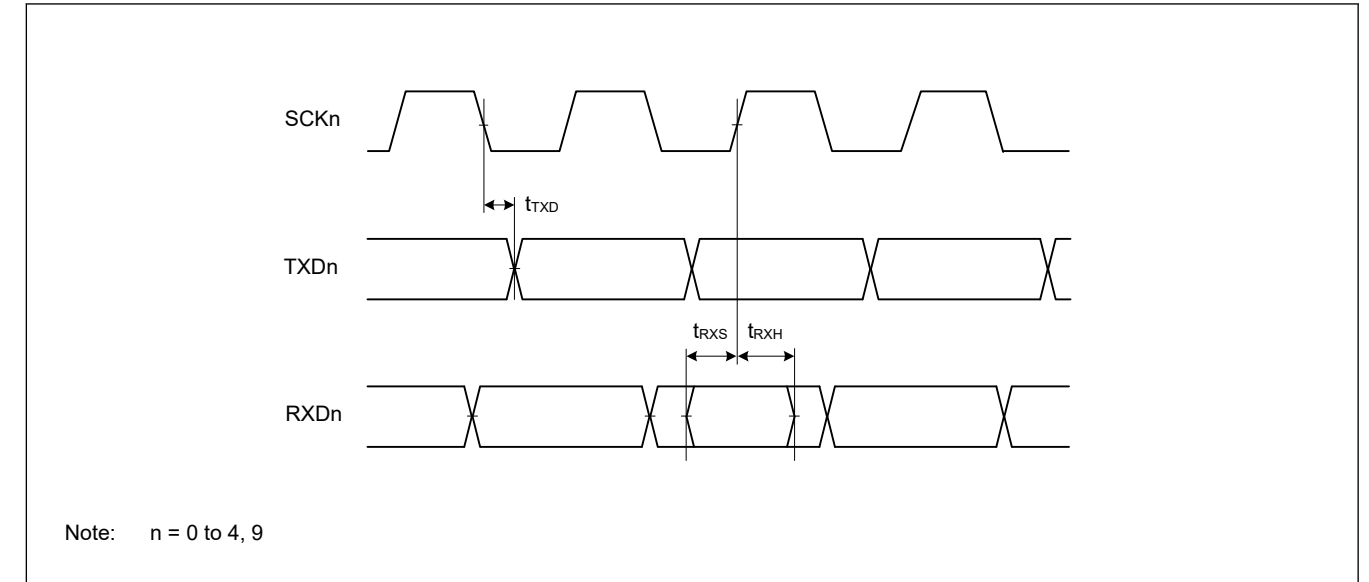 SCKn
tTXD
TXDn
tRXS tRXH
RXDn
Note: n = 0 to 4, 9